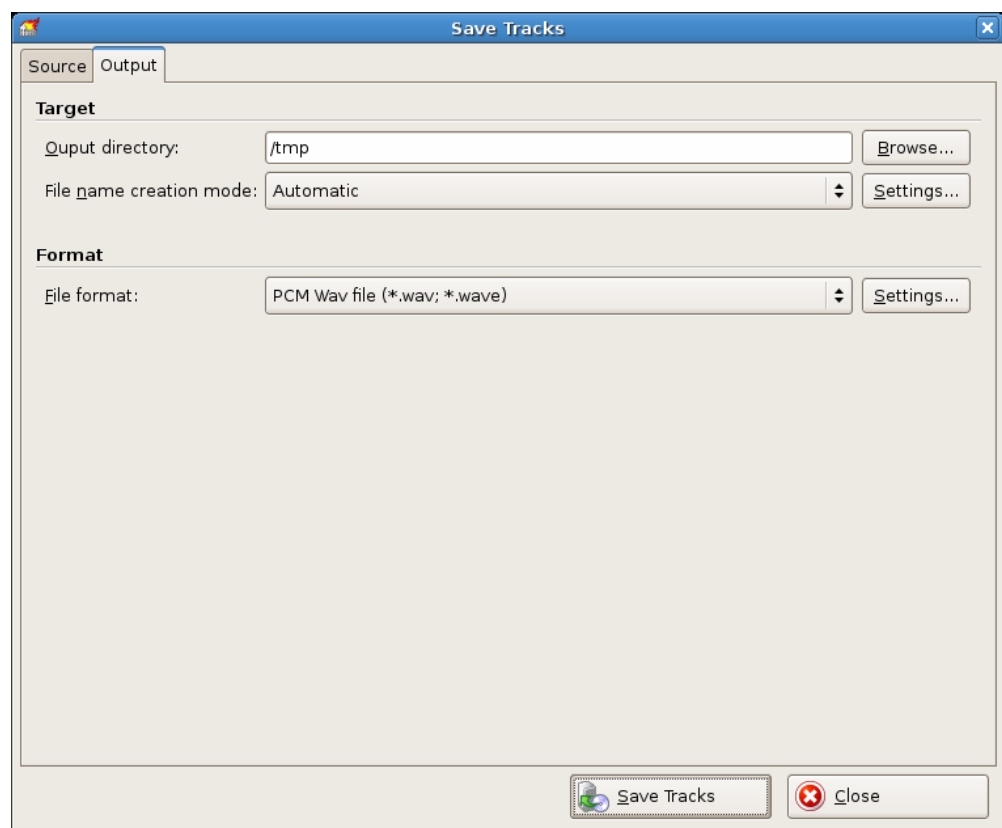 Save Tracks
Source Output
Target
Ouput directory: /tmp Browse...
File name creation mode: Automatic Settings...
Format
File format: PCM Wav file (*.wav; *.wave) Settings...
Save Tracks Close